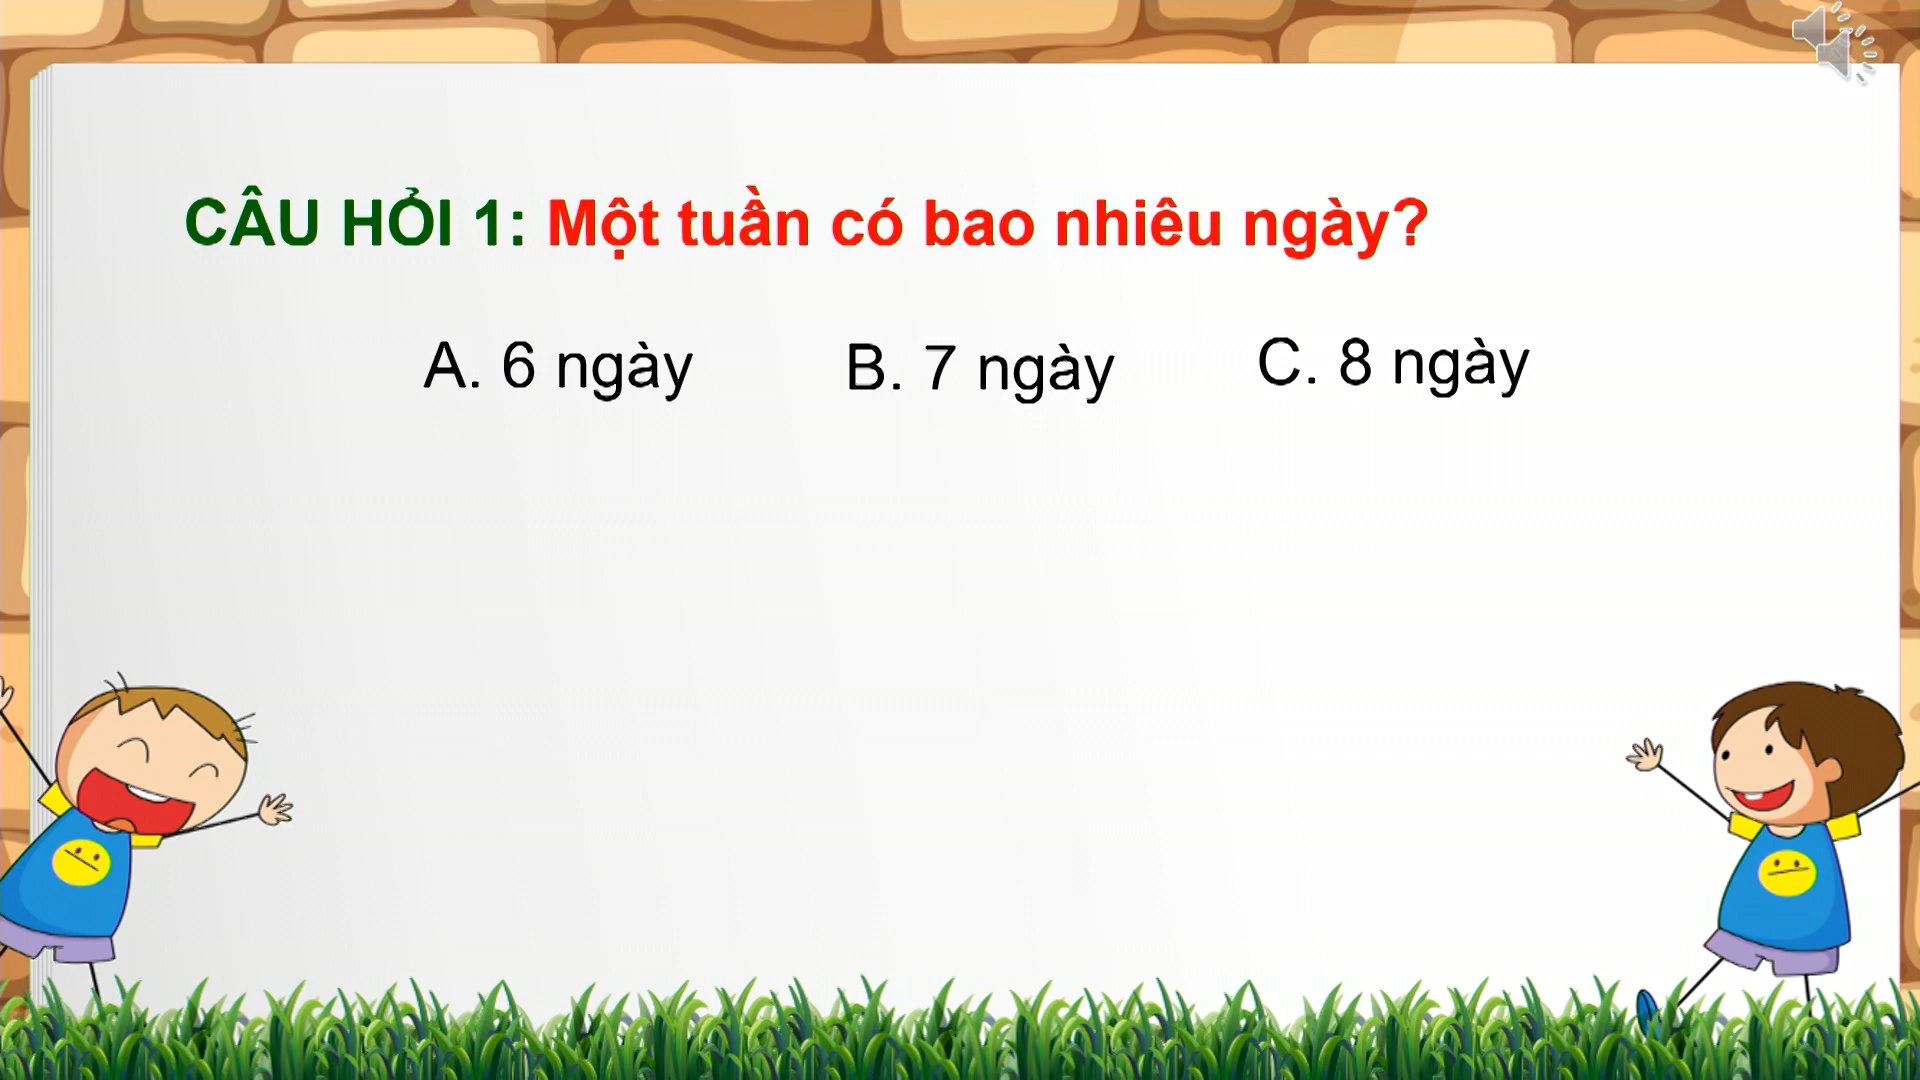 CÂU HỎI 1: Một tuần có bao nhiêu ngày?
A. 6 ngày B. 7 ngày C. 8 ngày